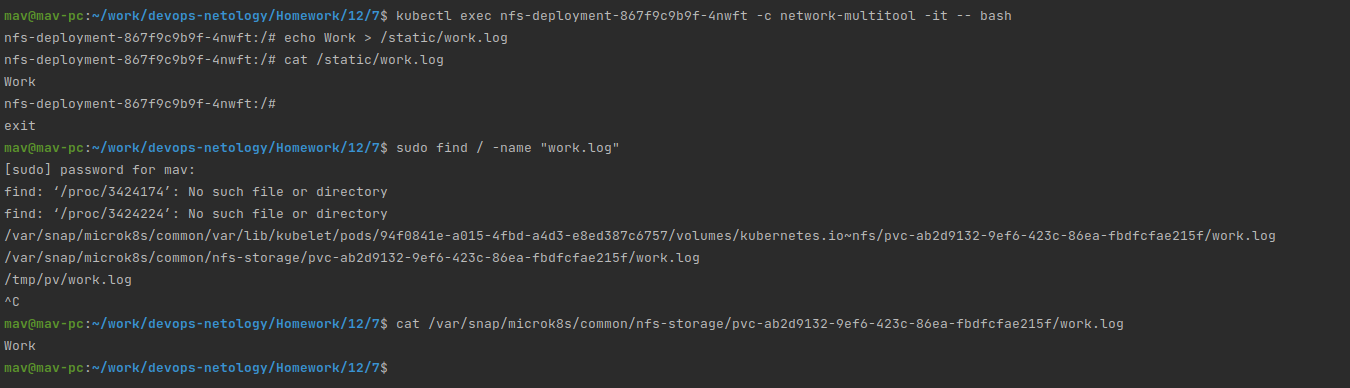 mav@mav-pc:~/work/devops-netology/Homework/12/7$ kubectl exec nfs-deployment-867f9c9b9f-4nwft -c network-multitool -it -- bash
nfs-deployment-867f9c9b9f-4nwft:/# echo Work > /static/work.log
nfs-deployment-867f9c9b9f-4nwft:/# cat /static/work.log
Work
nfs-deployment-867f9c9b9f-4nwft:/#
exit
mav@mav-pc:~/work/devops-netology/Homework/12/7$ sudo find / -name "work.log"
[sudo] password for mav:
find: ‘/proc/3424174’: No such file or directory
find: ‘/proc/3424224’: No such file or directory
/var/snap/microk8s/common/var/lib/kubelet/pods/94f0841e-a015-4fbd-a4d3-e8ed387c6757/volumes/kubernetes.io~nfs/pvc-ab2d9132-9ef6-423c-86ea-fbdfcfae215f/work.log
/var/snap/microk8s/common/nfs-storage/pvc-ab2d9132-9ef6-423c-86ea-fbdfcfae215f/work.log
/tmp/pv/work.log
^C
mav@mav-pc:~/work/devops-netology/Homework/12/7$ cat /var/snap/microk8s/common/nfs-storage/pvc-ab2d9132-9ef6-423c-86ea-fbdfcfae215f/work.log
Work
mav@mav-pc:~/work/devops-netology/Homework/12/7$